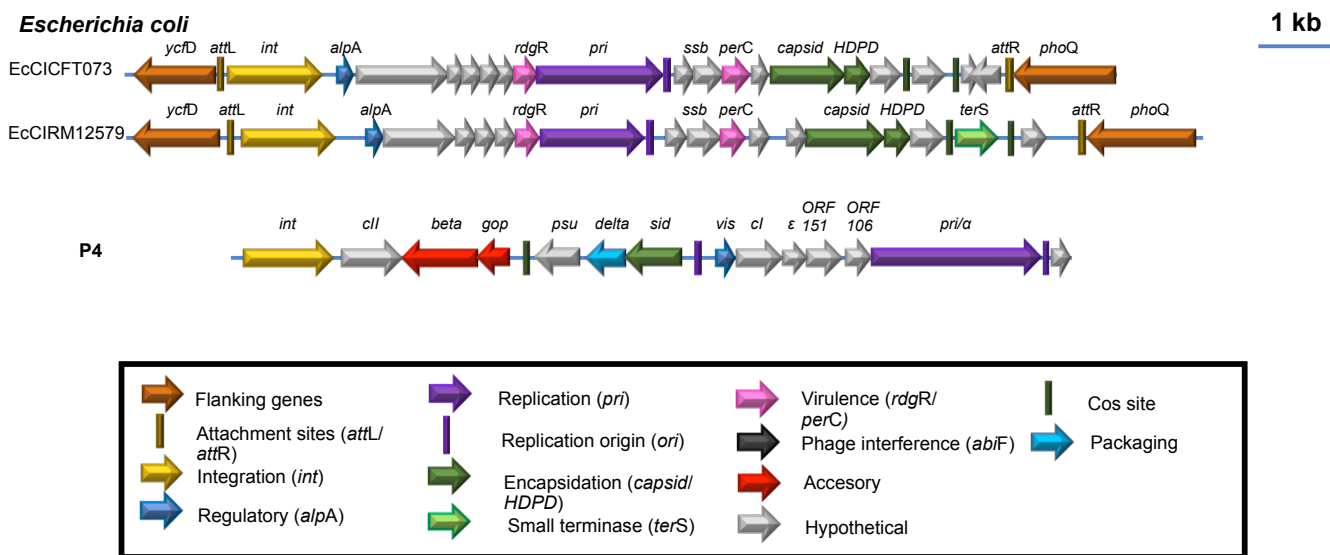 Escherichia coli
1 kb
ycfD attL int alpA rdgR pri ssb perC capsid HDPD attR phoQ
EcCICFT073
ycfD attL int alpA rdgR pri ssb perC capsid HDPD terS attR phoQ
EcCIRM12579
int cII beta gop psu delta sid vis cI ε ORF 151 ORF 106 pri/α
P4
Flanking genes
Attachment sites (attL/
attR)
Integration (int)
Regulatory (alpA)
Replication (pri)
Replication origin (ori)
Encapsidation (capsid/
HDPD)
Small terminase (terS)
Virulence (rdgR/
perC)
Phage interference (abiF)
Accesory
Hypothetical
Cos site
Packaging